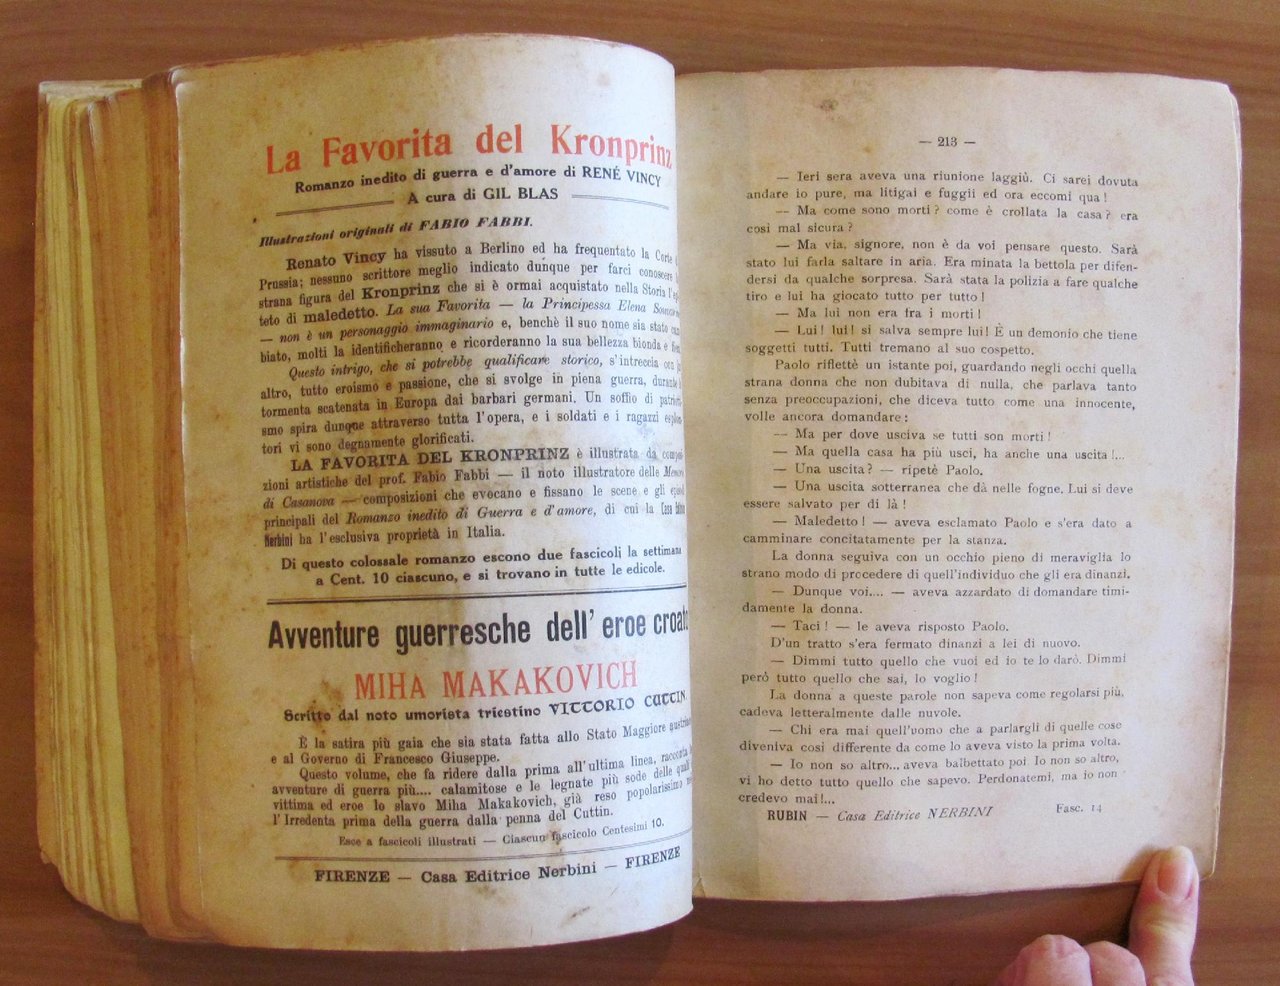 La Favorita del Kronprinz
Romanzo inedito di guerra e d'amore di RENÉ VINCY
A cura di GIL BLAS
Illustrazioni originali di FABIO FABBI.
Renato Vincy ha vissuto a Berlino ed ha frequentato la Corte
Prussia; nessuno scrittore meglio indicato dunque per farci conoscere
strana figura del Kronprinz che si è ormai acquistato nella Storia
teto di maledetto. La sua Favorita — la Principessa Elena
— non è un personaggio immaginario e, benchè il suo nome sia stato
biato, molti la identificheranno e ricorderanno la sua bellezza bionda e
Questo intrigo, che si potrebbe qualificare storico, s'intreccia con
altro, tutto eroismo e passione, che si svolge in piena guerra, durante
tormenta scatenata in Europa dai barbari germani. Un soffio di
smo spira dunque attraverso tutta l'opera, e i soldati e i ragazzi
tori vi sono degnamente glorificati.
LA FAVORITA DEL KRONPRINZ è illustrata da
zioni artistiche del prof. Fabio Fabbi — il noto illustratore delle
di Casanova — composizioni che evocano e fissano le scene e gli
principali del Romanzo inedito di Guerra e d'amore, di cui la Casa
Nerbini ha l'esclusiva proprietà in Italia.
Di questo colossale romanzo escono due fascicoli la settimana
a Cent. 10 ciascuno, e si trovano in tutte le edicole.
Avventure guerresche dell' eroe croato
MIHA MAKAKOVICH
Scritto dal noto umorista triestino VITTORIO CUTTIN.
È la satira più gaia che sia stata fatta allo Stato Maggiore
e al Governo di Francesco Giuseppe.
Questo volume, che fa ridere dalla prima all'ultima linea,
avventure di guerra più.... calamitose e le legnate più sode delle quali
vittima ed eroe lo slavo Miha Makakovich, già reso popolarissimo
l'Irredenta prima della guerra dalla penna del Cuttin.
Esce a fascicoli illustrati — Ciascun fascicolo Centesimi 10.
FIRENZE — Casa Editrice Nerbini — FIRENZE
— 213 —
— Ieri sera aveva una riunione laggiù. Ci sarei dovuta
andare io pure, ma litigai e fuggii ed ora eccomi qua !
— Ma come sono morti ? come è crollata la casa ? era
cosi mal sicura ?
— Ma via, signore, non è da voi pensare questo. Sarà
stato lui farla saltare in aria. Era minata la bettola per difen-
dersi da qualche sorpresa. Sarà stata la polizia a fare qualche
tiro e lui ha giocato tutto per tutto !
— Ma lui non era fra i morti !
— Lui ! lui ! si salva sempre lui ! È un demonio che tiene
soggetti tutti. Tutti tremano al suo cospetto.
Paolo riflettè un istante poi, guardando negli occhi quella
strana donna che non dubitava di nulla, che parlava tanto
senza preoccupazioni, che diceva tutto come una innocente,
volle ancora domandare :
— Ma per dove usciva se tutti son morti !
— Ma quella casa ha più usci, ha anche una uscita !...
— Una uscita ? — ripetè Paolo.
— Una uscita sotterranea che dà nelle fogne. Lui si deve
essere salvato per di là !
— Maledetto ! — aveva esclamato Paolo e s'era dato a
camminare concitatamente per la stanza.
La donna seguiva con un occhio pieno di meraviglia lo
strano modo di procedere di quell'individuo che gli era dinanzi.
— Dunque voi.... — aveva azzardato di domandare timi-
damente la donna.
— Taci ! — le aveva risposto Paolo.
D'un tratto s'era fermato dinanzi a lei di nuovo.
— Dimmi tutto quello che vuoi ed io te lo darò. Dimmi
però tutto quello che sai, lo voglio !
La donna a queste parole non sapeva come regolarsi più,
cadeva letteralmente dalle nuvole.
— Chi era mai quell'uomo che a parlargli di quelle cose
diveniva cosi differente da come lo aveva visto la prima volta.
— Io non so altro... aveva balbettato poi Io non so altro,
vi ho detto tutto quello che sapevo. Perdonatemi, ma io non
credevo mai !...
RUBIN — Casa Editrice NERBINI Fasc. 14